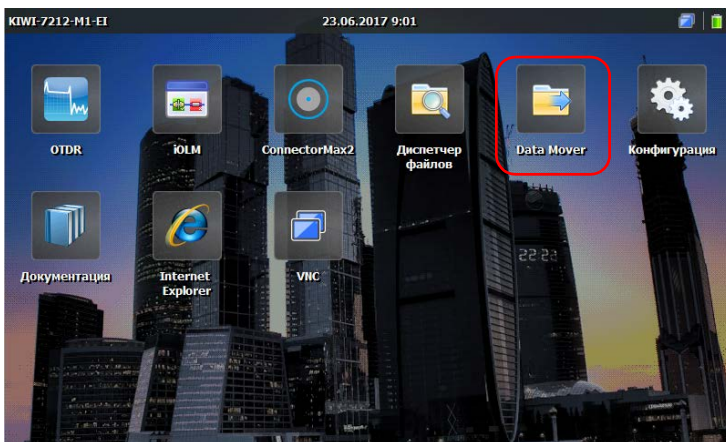 KIWI-7212-M1-EI
23.06.2017 9:01
OTDR
iOLM
ConnectorMax2
Диспетчер
файлов
Data Mover
Конфигурация
Документация
Internet
Explorer
VNC
22:28